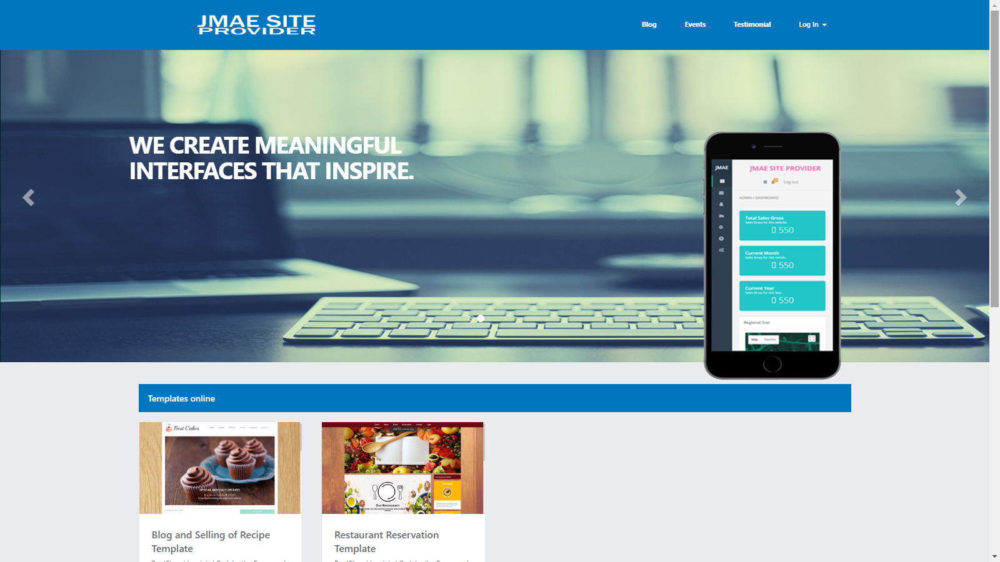 JMAE SITE
PROVIDER
Blog
Events
Testimonial
Log In
WE CREATE MEANINGFUL
INTERFACES THAT INSPIRE.
JMAE
JMAE SITE PROVIDER
Log out
ADMIN / DASHBOARD
Total Sales Gross
Sales Gross for this website.
550
Current Month
Sales Gross for this month.
550
Current Year
Sales Gross for this Year.
550
Regional Stat
Map
Satellite
Templates online
Best Cakes
SPECIAL MOCHA CUPCAKES
Our Restaurant
Blog and Selling of Recipe
Template
Restaurant Reservation
Template